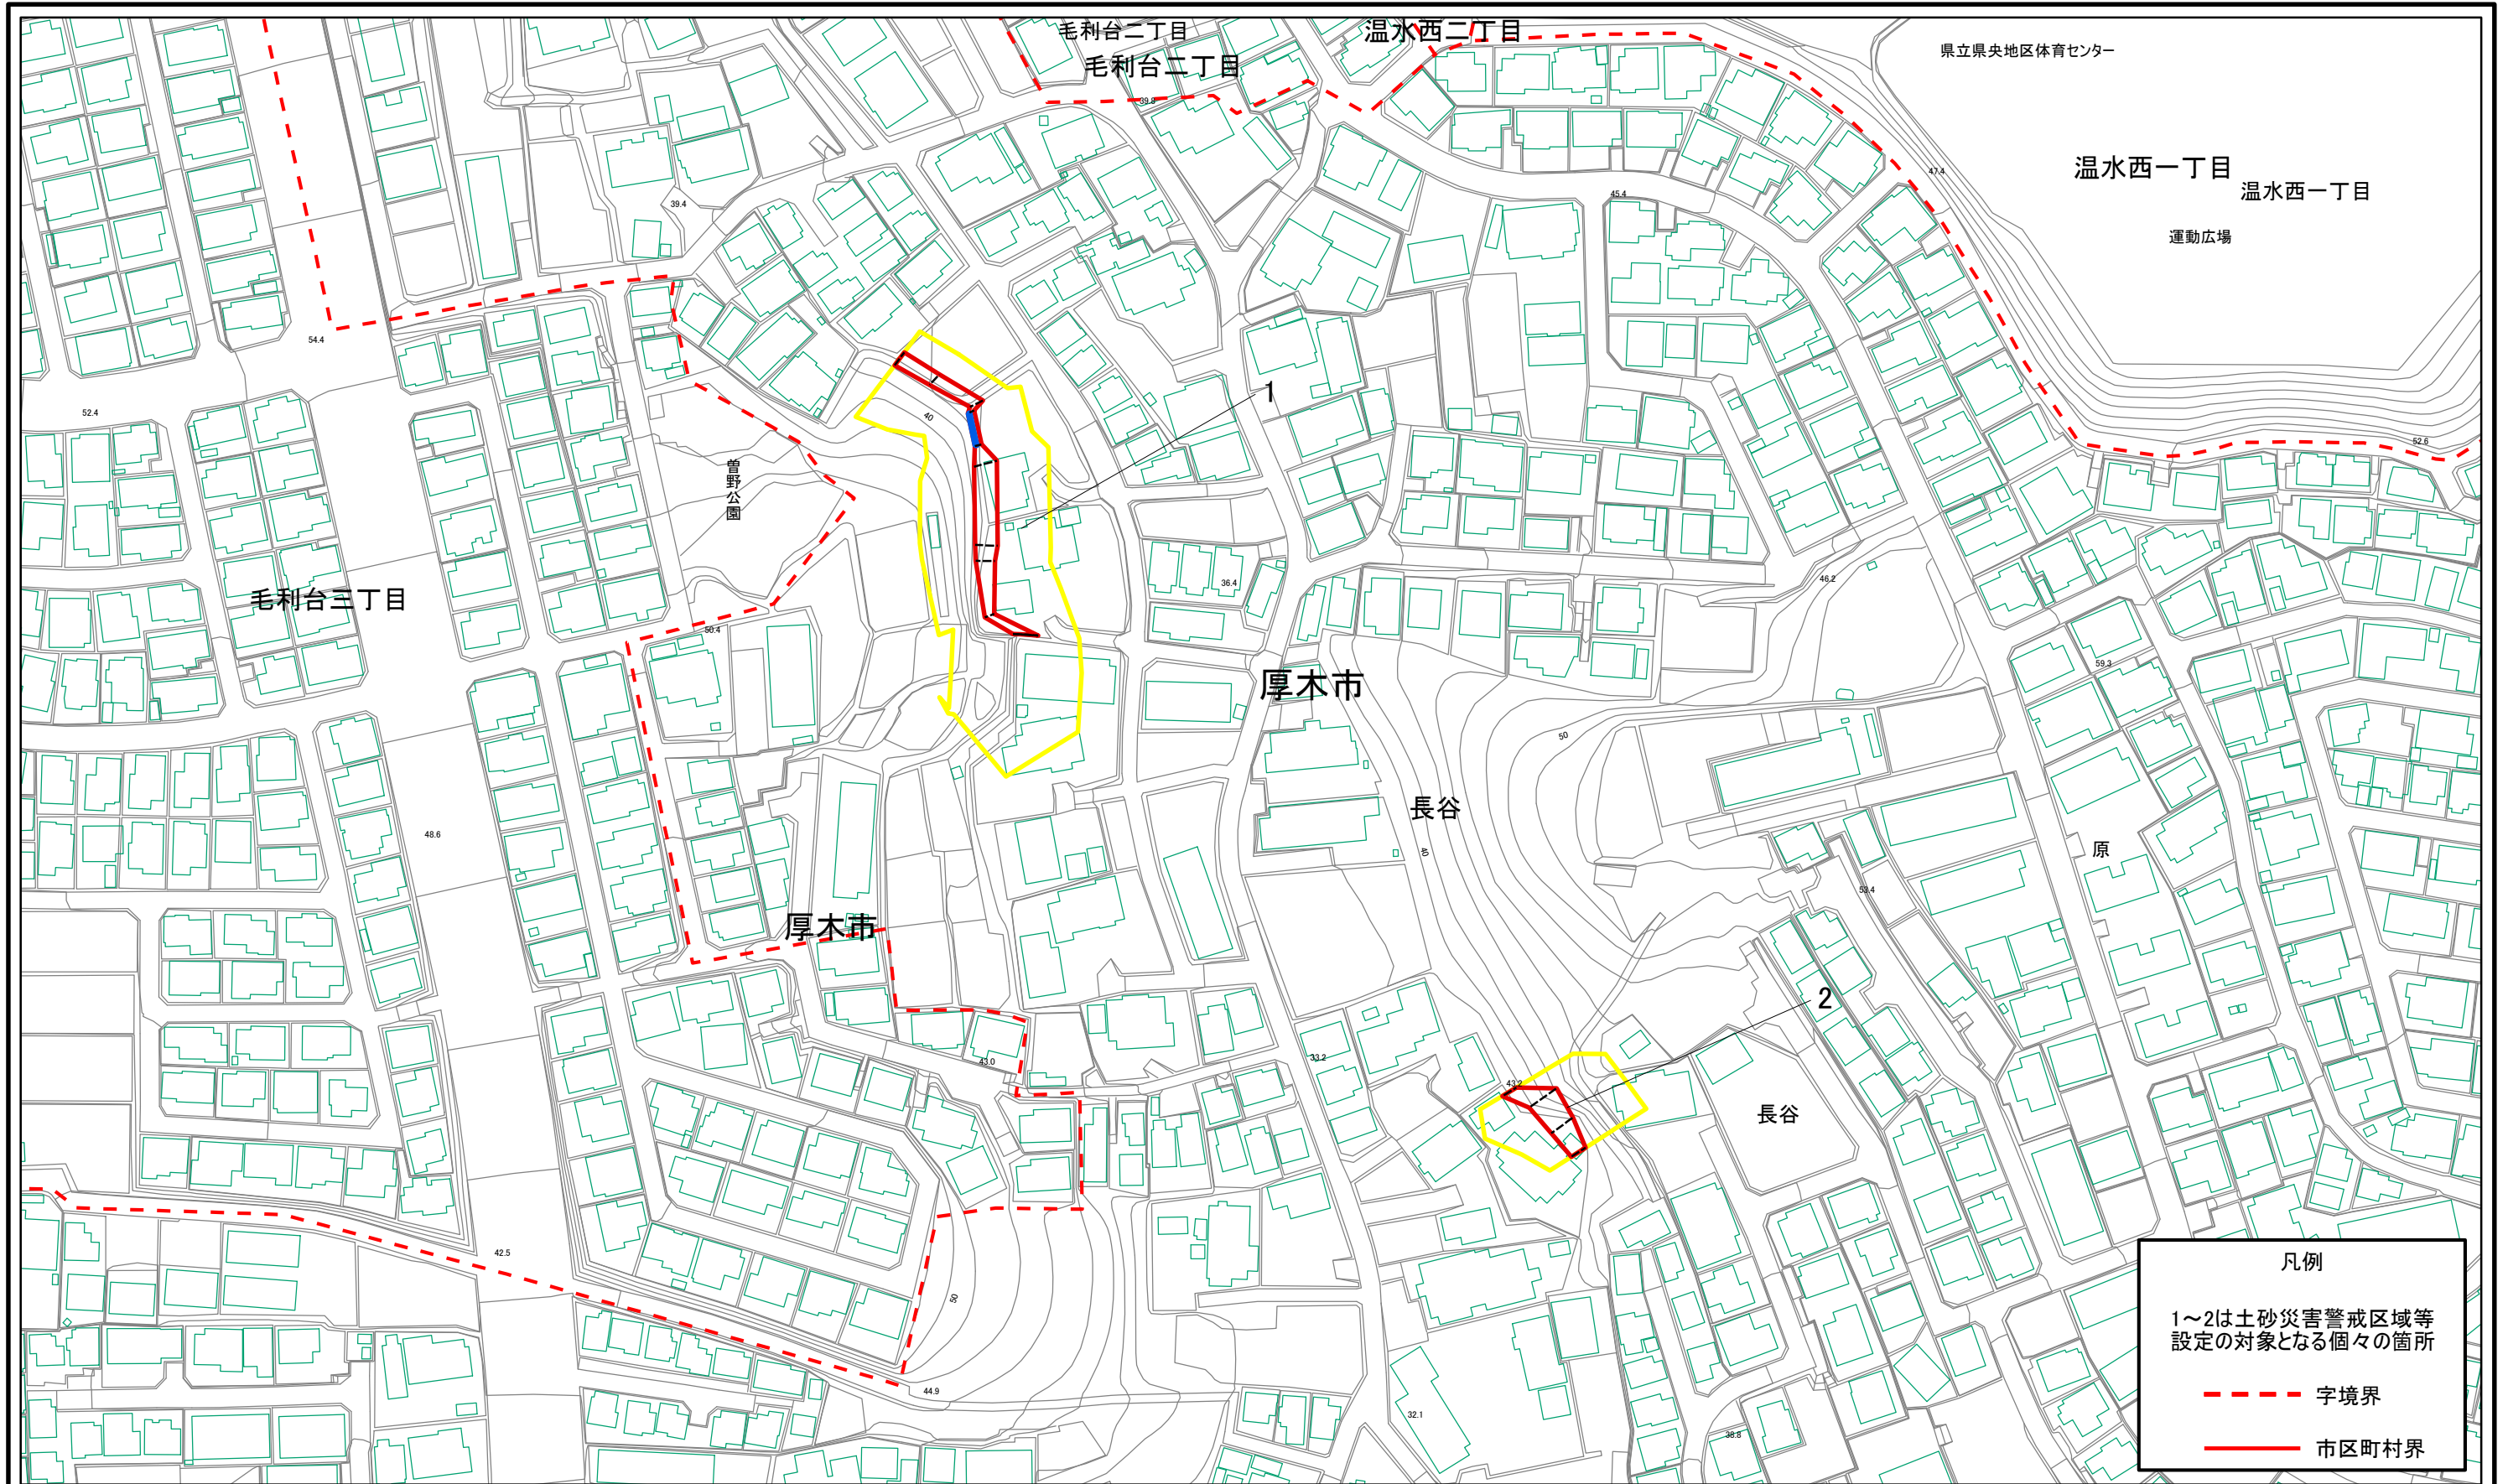 毛利台二丁目
温水西二丁目
県立県央地区体育センター
毛利台二丁目
39.8
温水西一丁目
47.4
温水西一丁目
45.4
39.4
運動広場
54.4
1
52.4
40
52.6
曽野公園
36.4
46.2
毛利台三丁目
50.4
59.3
厚木市
50
長谷
48.6
40
原
53.4
厚木市
2
43.0
33.2
43.2
長谷
42.5
50
44.9
32.1
38.8
凡例
1～2は土砂災害警戒区域等
設定の対象となる個々の箇所
字境界
市区町村界